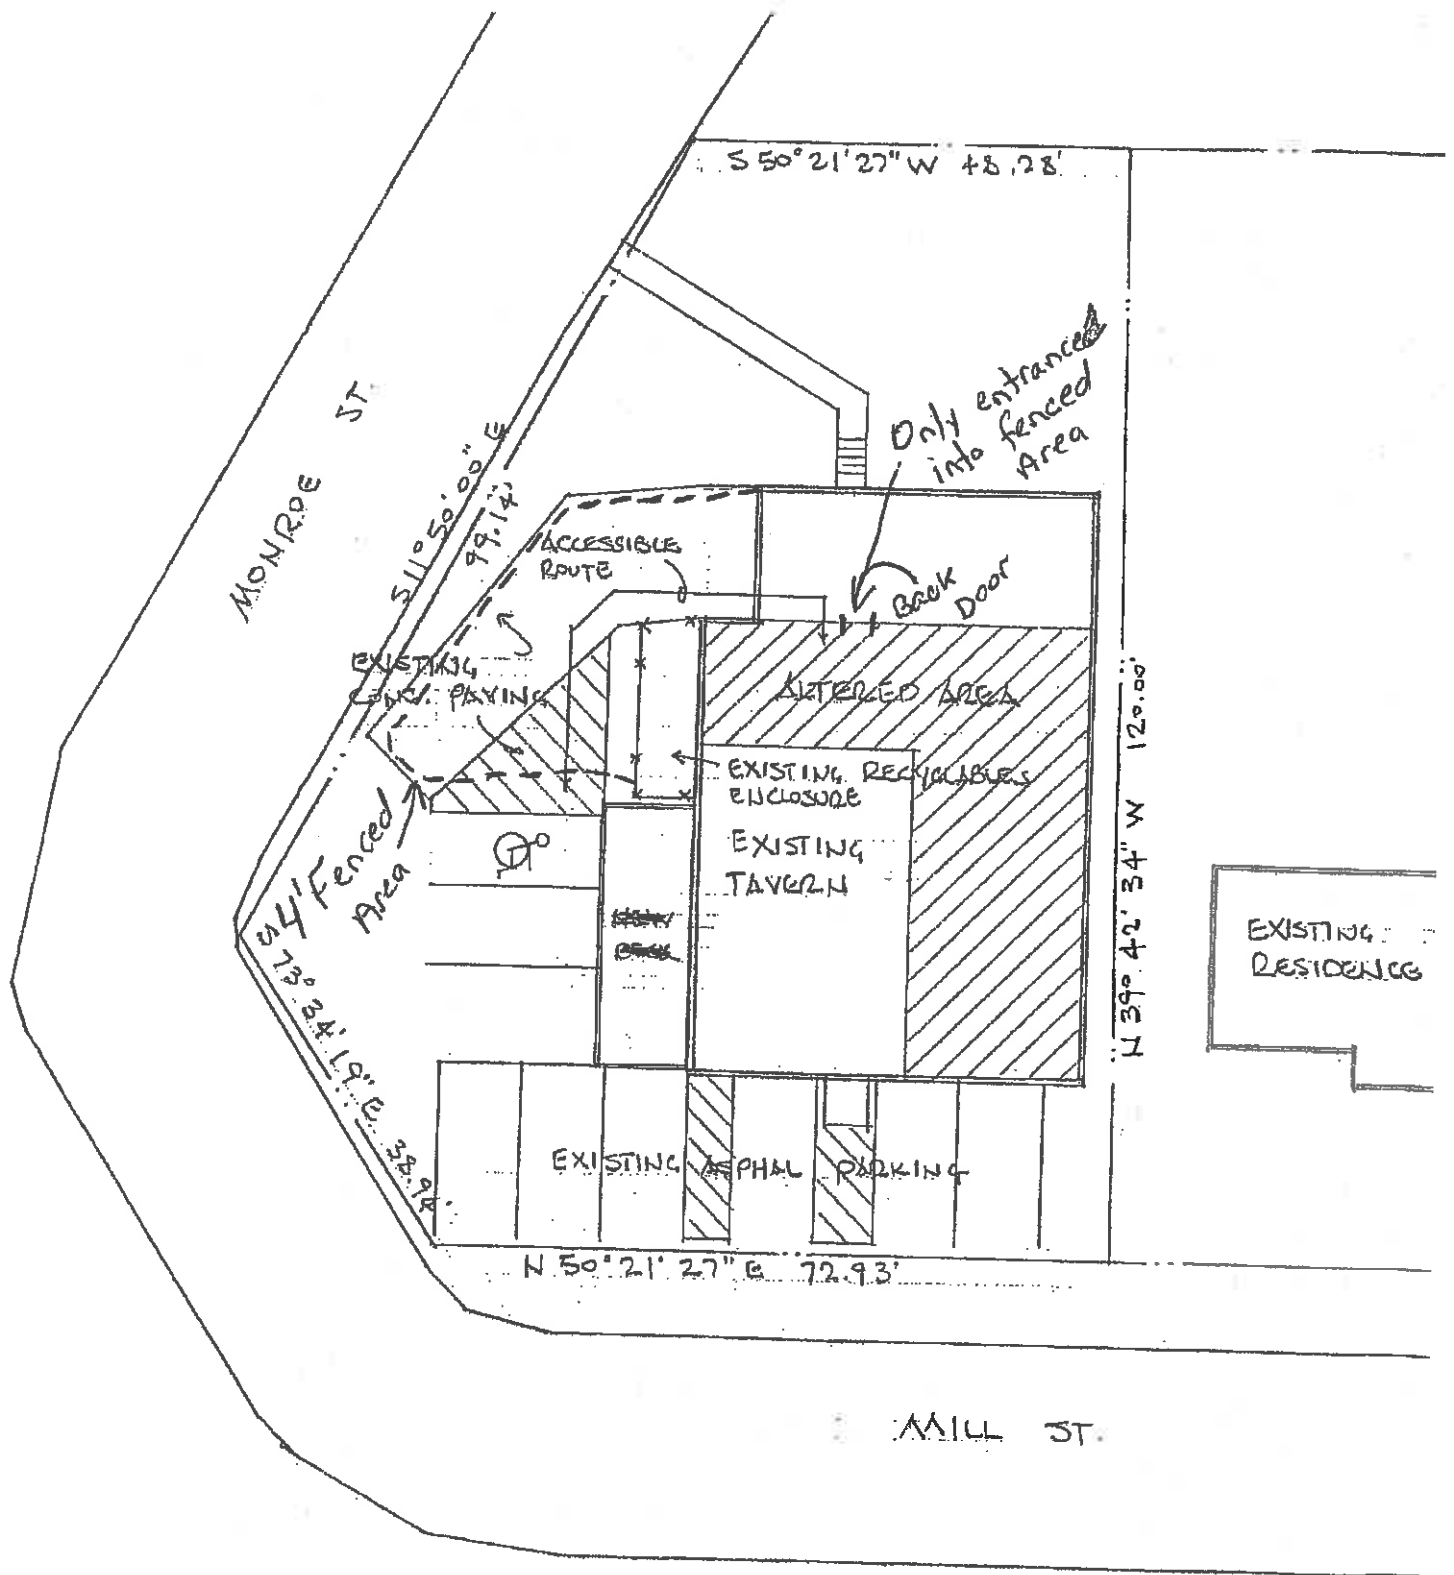 S 50° 21' 27" W 48.28'
MONROE ST
S 11° 50' 00" E
99.14'
Only entrance
into fenced
Area
ACCESSIBLE
ROUTE
Back
Door
EXISTING
CONC. PAVING
ALTERED AREA
EXISTING RECYCLABLES
ENCLOSURE
EXISTING
TAVERN
4' Fenced
Area
N 39° 42' 34" W 120.00'
EXISTING
RESIDENCE
S 73° 34' 19" E 38.94'
EXISTING ASPHAL PARKING
N 50° 21' 27" E 72.93'
MILL ST.